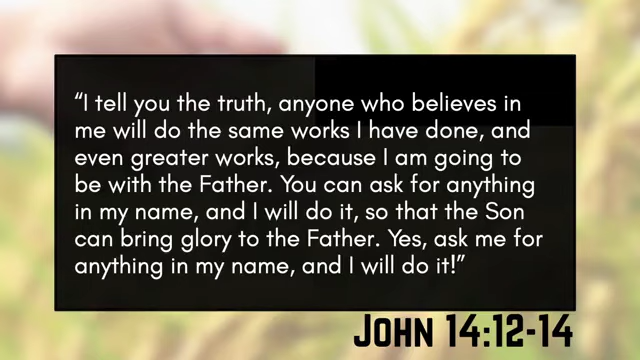 “I tell you the truth, anyone who believes in
me will do the same works I have done, and
even greater works, because I am going to
be with the Father. You can ask for anything
in my name, and I will do it, so that the Son
can bring glory to the Father. Yes, ask me for
anything in my name, and I will do it!”
John 14:12-14